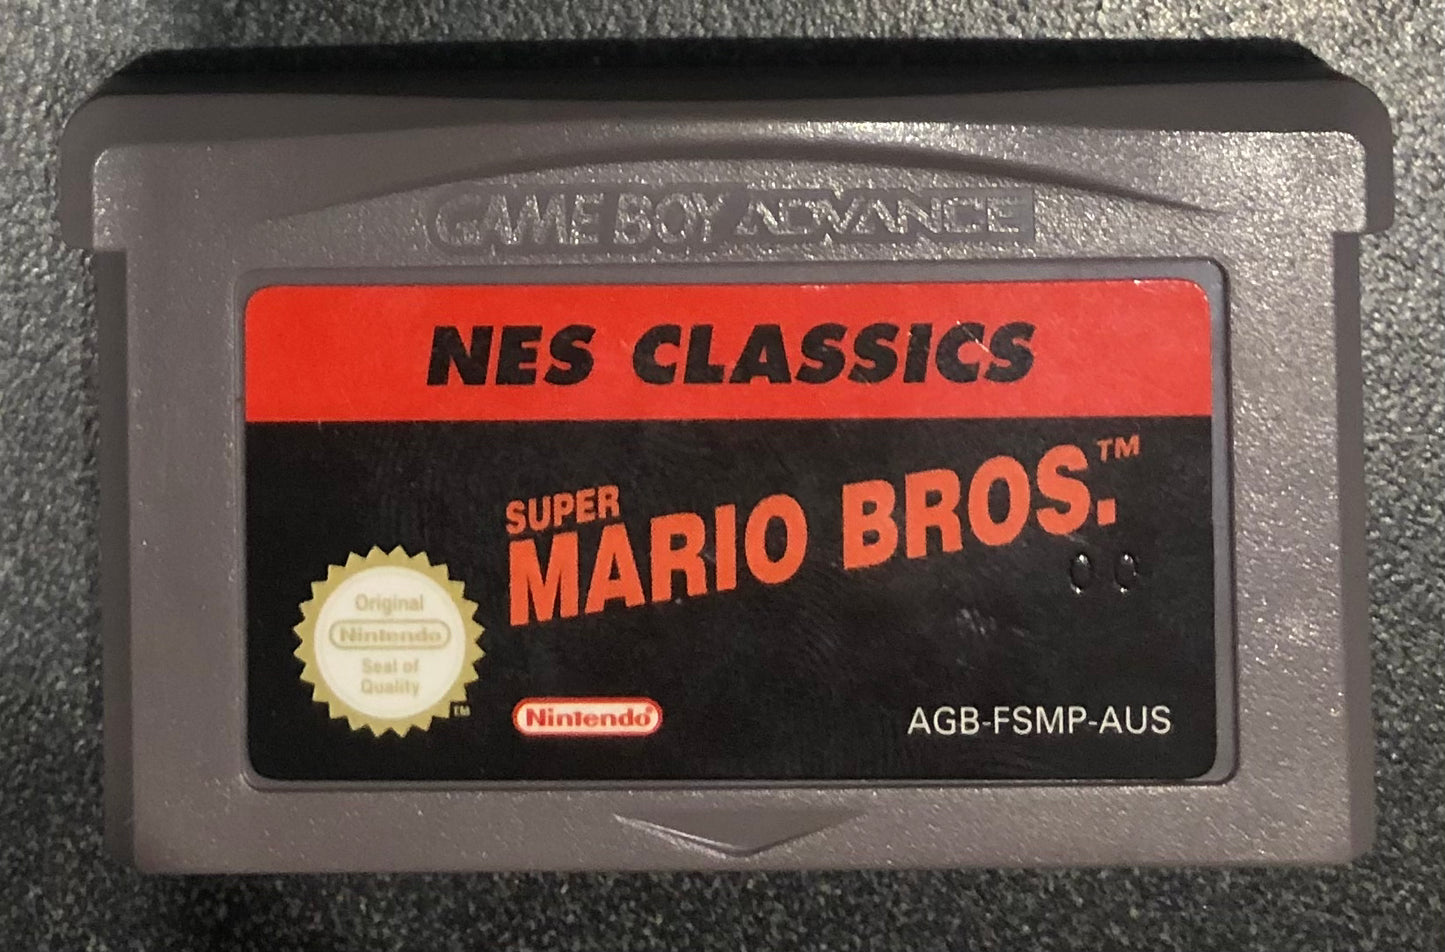 GAME BOY ADVANCE
NES CLASSICS
SUPER
MARIO BROS.™
Original
Nintendo
Seal of
Quality
TM
Nintendo®
AGB-FSMP-AUS
00